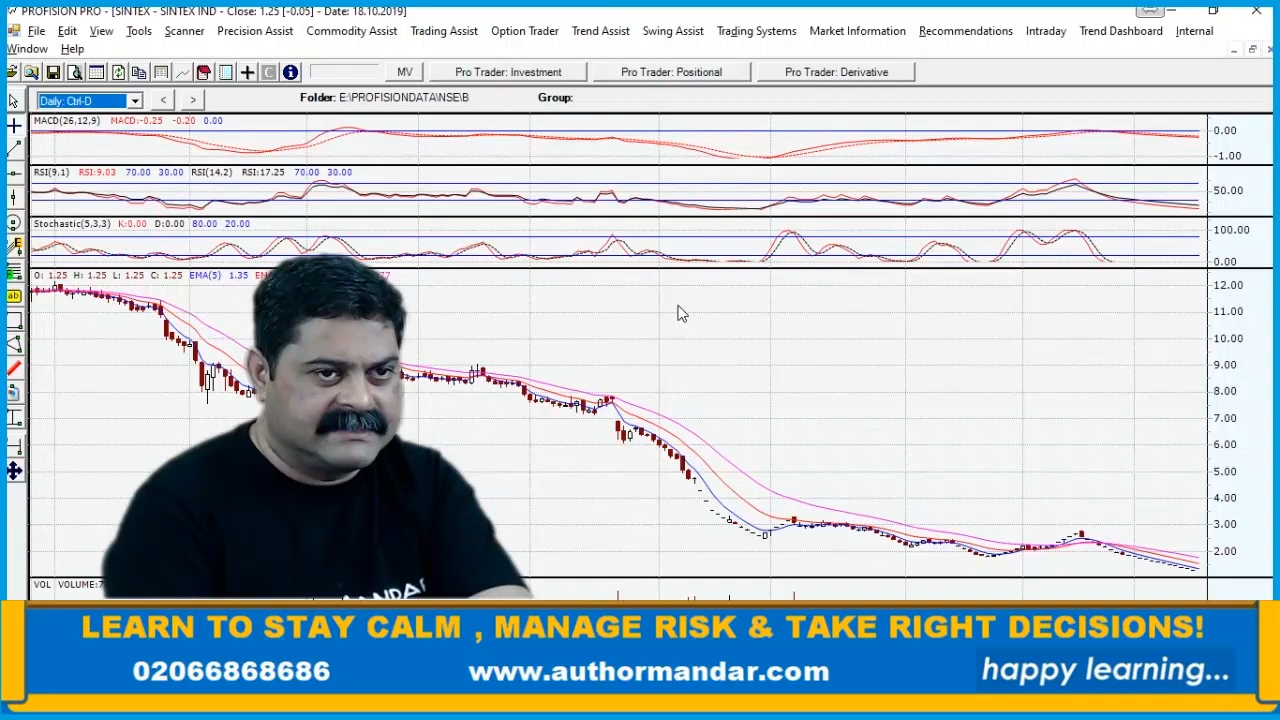 PROFISION PRO - [SINTEX - SINTEX IND - Close: 1.25 [-0.05] - Date: 18.10.2019]
File Edit View Tools Scanner Precision Assist Commodity Assist Trading Assist Option Trader Trend Assist Swing Assist Trading Systems Market Information Recommendations Intraday Trend Dashboard Internal
Window Help
MV Pro Trader: Investment Pro Trader: Positional Pro Trader: Derivative
Daily: Ctrl-D < > Folder: E:\PROFISIONDATA\NSE\B Group:
MACD(26,12,9) MACD:-0.25 -0.20 0.00
0.00
-1.00
RSI(9,1) RSI:9.03 70.00 30.00 RSI(14,2) RSI:17.25 70.00 30.00
50.00
Stochastic(5,3,3) K:0.00 D:0.00 80.00 20.00
100.00
0.00
O: 1.25 H: 1.25 L: 1.25 C: 1.25 EMA(5) 1.35
12.00
11.00
10.00
9.00
8.00
7.00
6.00
5.00
4.00
3.00
2.00
VOL VOLUME:7
LEARN TO STAY CALM , MANAGE RISK & TAKE RIGHT DECISIONS!
02066868686 www.authormandar.com happy learning...